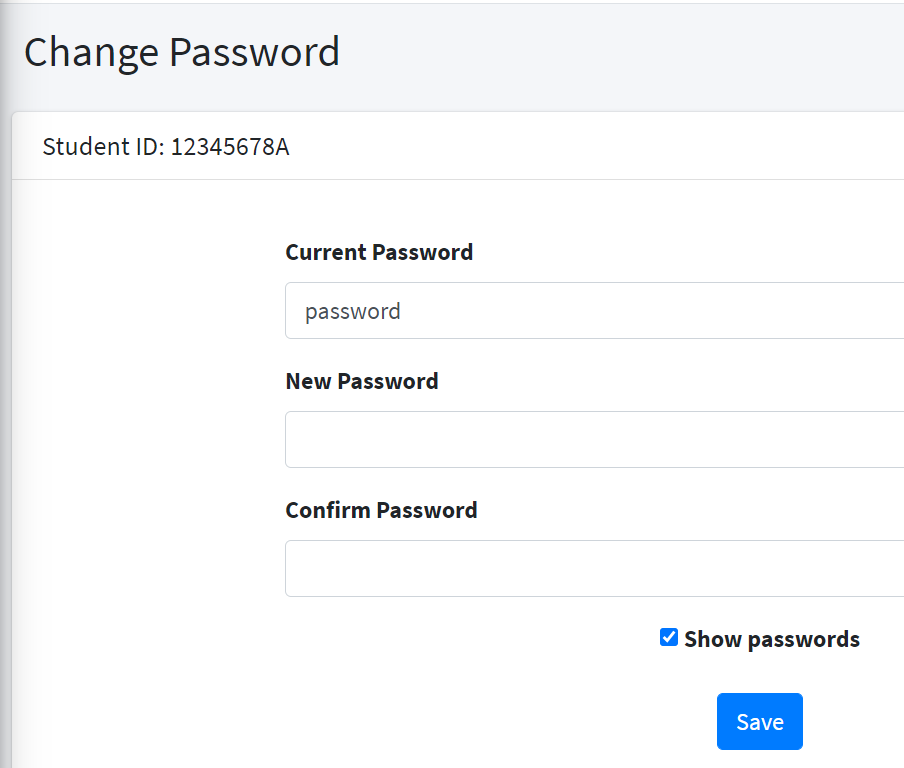 Change Password
Student ID: 12345678A
Current Password
password
New Password
Confirm Password
Show passwords
Save